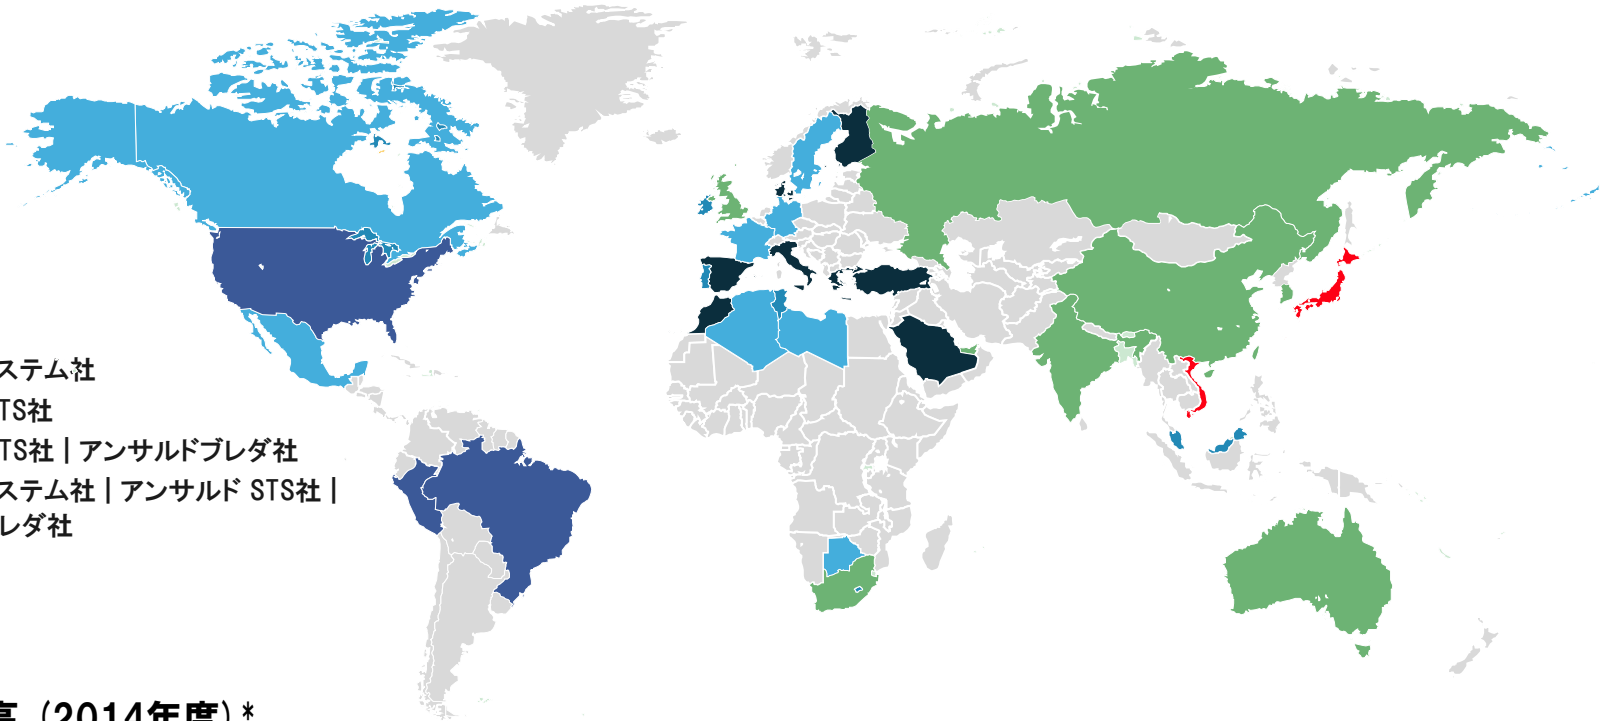 ステム社
STS社
TS社 | アンサルドブレダ社
ステム社 | アンサルド STS社 |
レダ社
高 (2014年度)*